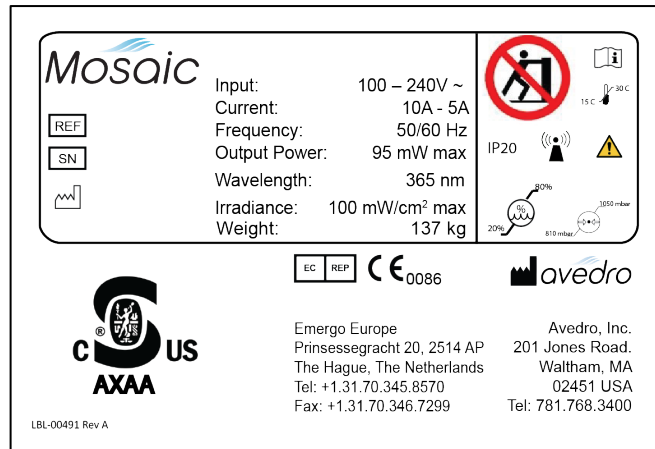 Mosaic
REF
SN
Input: 100 – 240V ~
Current: 10A - 5A
Frequency: 50/60 Hz
Output Power: 95 mW max
Wavelength: 365 nm
Irradiance: 100 mW/cm² max
Weight: 137 kg
i
15 C 30 C
IP20
80%
%
20%
1050 mbar
810 mbar
EC REP CE 0086
avedro
C ® S US
AXAA
Emergo Europe
Prinsessegracht 20, 2514 AP
The Hague, The Netherlands
Tel: +1.31.70.345.8570
Fax: +1.31.70.346.7299
Avedro, Inc.
201 Jones Road.
Waltham, MA
02451 USA
Tel: 781.768.3400
LBL-00491 Rev A